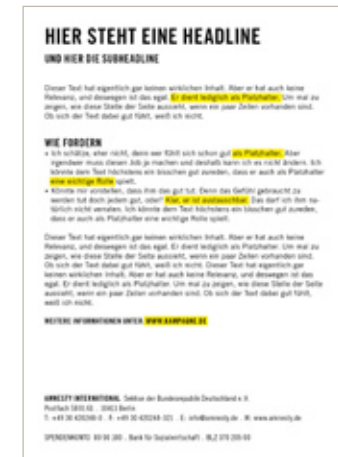 HIER STEHT EINE HEADLINE
UND HIER DIE SUBHEADLINE
Dieser Text hat eigentlich gar keinen wirklichen Inhalt. Aber er hat auch keine
Relevanz, und deswegen ist das egal. Er dient lediglich als Platzhalter. Um mal zu
zeigen, wie diese Stelle der Seite aussieht, wenn ein paar Zeilen vorhanden sind.
Ob sich der Text dabei gut fühlt, weiß ich nicht.
WIE FORDERN
• Ich schätze, eher nicht, denn wer fühlt sich schon gut als Platzhalter. Aber
irgendwer muss diesen Job ja machen und deshalb kann ich es nicht ändern. Ich
könnte dem Text höchstens ein bisschen gut zureden, dass er auch als Platzhalter
eine wichtige Rolle spielt.
• Könnte mir vorstellen, dass ihm das gut tut. Denn das Gefühl gebraucht zu
werden tut doch jedem gut, oder? Klar, er ist austauschbar. Das darf ich ihm na-
türlich nicht verraten. Ich könnte dem Text höchstens ein bisschen gut zureden,
dass er auch als Platzhalter eine wichtige Rolle spielt.
Dieser Text hat eigentlich gar keinen wirklichen Inhalt. Aber er hat auch keine
Relevanz, und deswegen ist das egal. Er dient lediglich als Platzhalter. Um mal zu
zeigen, wie diese Stelle der Seite aussieht, wenn ein paar Zeilen vorhanden sind.
Ob sich der Text dabei gut fühlt, weiß ich nicht. Dieser Text hat eigentlich gar
keinen wirklichen Inhalt. Aber er hat auch keine Relevanz, und deswegen ist das
egal. Er dient lediglich als Platzhalter. Um mal zu zeigen, wie diese Stelle der Seite
aussieht, wenn ein paar Zeilen vorhanden sind. Ob sich der Text dabei gut fühlt,
weiß ich nicht.
WEITERE INFORMATIONEN UNTER WWW.KAMPAGNE.DE
AMNESTY INTERNATIONAL Sektion der Bundesrepublik Deutschland e.V.
Postfach 10553 Berlin
T: +49 30 420248-0 . F: +49 30 420248-321 . E: info@amnesty.de . W: www.amnesty.de
SPENDENKONTO 80 90 100 . Bank für Sozialwirtschaft . BLZ 370 205 00